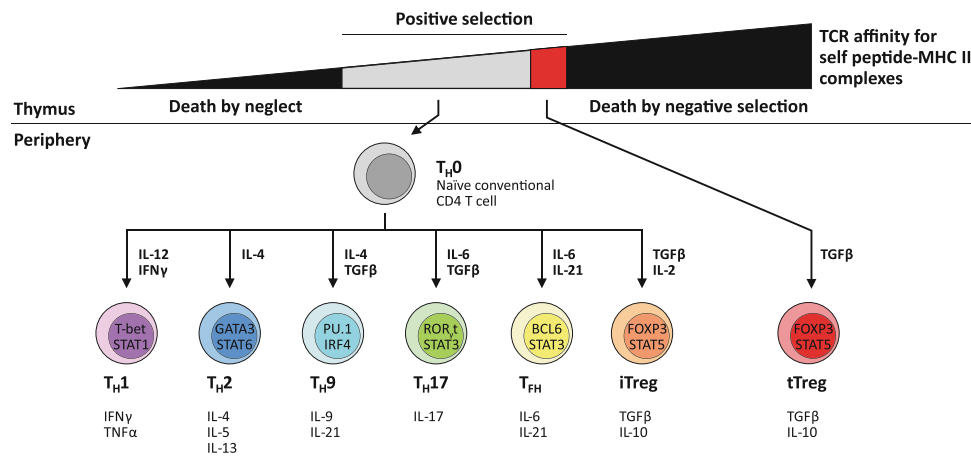 Positive selection
TCR affinity for
self peptide-MHC II
complexes
Death by neglect
Death by negative selection
Thymus
Periphery
TH0
Naïve conventional
CD4 T cell
IL-12
IFNγ
IL-4
IL-4
TGFβ
IL-6
TGFβ
IL-6
IL-21
TGFβ
IL-2
TGFβ
T-bet
STAT1
GATA3
STAT6
PU.1
IRF4
RORγt
STAT3
BCL6
STAT3
FOXP3
STAT5
FOXP3
STAT5
TH1
TH2
TH9
TH17
TFH
iTreg
tTreg
IFNγ
TNFα
IL-4
IL-5
IL-13
IL-9
IL-21
IL-17
IL-6
IL-21
TGFβ
IL-10
TGFβ
IL-10